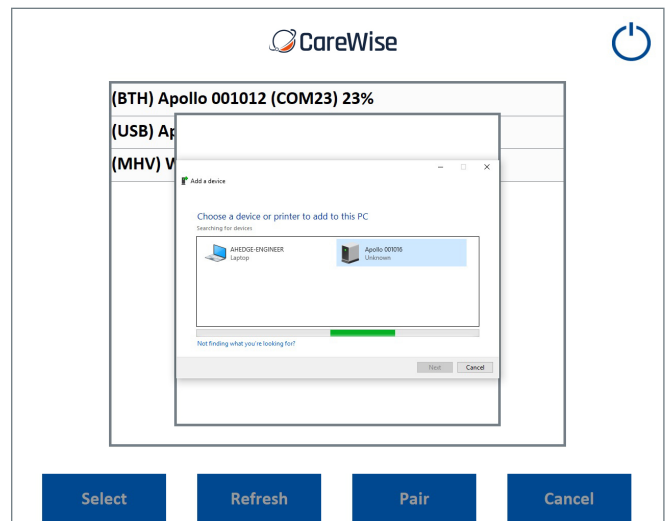 CareWise
(BTH) Apollo 001012 (COM23) 23%
(USB) Ap
(MHV) W
Add a device
Choose a device or printer to add to this PC
Searching for devices
AHEDGE-ENGINEER
Laptop
Apollo 001016
Unknown
Not finding what you're looking for?
Next Cancel
Select Refresh Pair Cancel